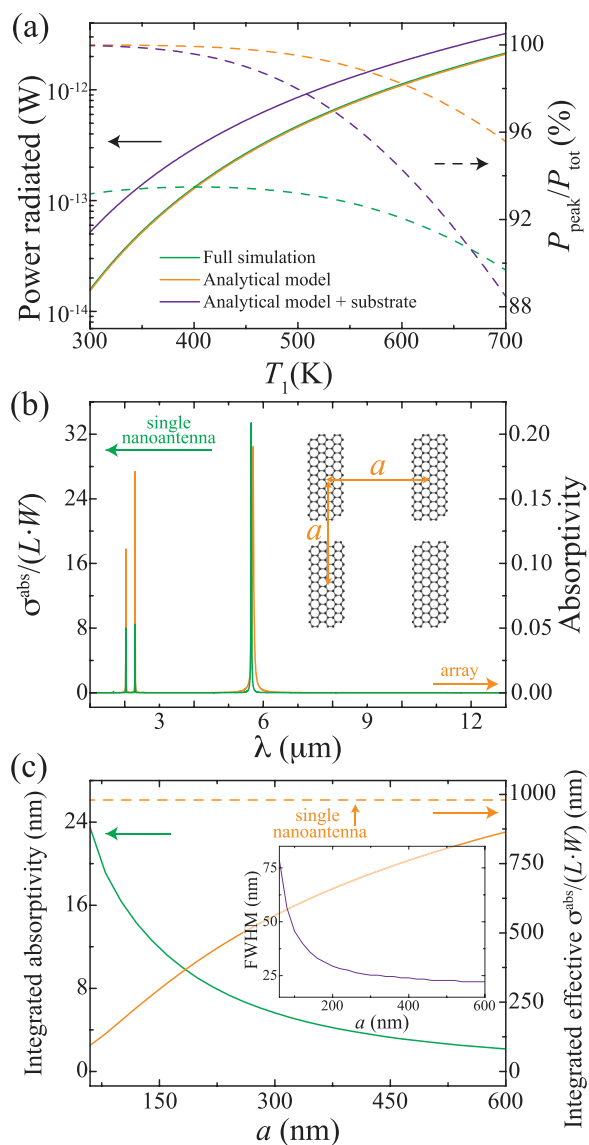 (a)
Power radiated (W)
10⁻¹²
10⁻¹³
10⁻¹⁴
100
96
93
88
P_peak/P_tot (%)
Full simulation
Analytical model
Analytical model + substrate
300 400 500 600 700
T₁(K)
(b)
σᵃᵇˢ/(L·W)
32
24
16
8
0
single
nanoantenna
a
a
0.20
0.15
0.10
0.05
0.00
Absorptivity
array
3 6 9 12
λ (μm)
(c)
Integrated absorptivity (nm)
24
16
8
0
single
nanoantenna
1000
750
500
250
0
Integrated effective σᵃᵇˢ/(L·W) (nm)
FWHM (nm)
75
50
25
200 400 600
a (nm)
150 300 450 600
a (nm)